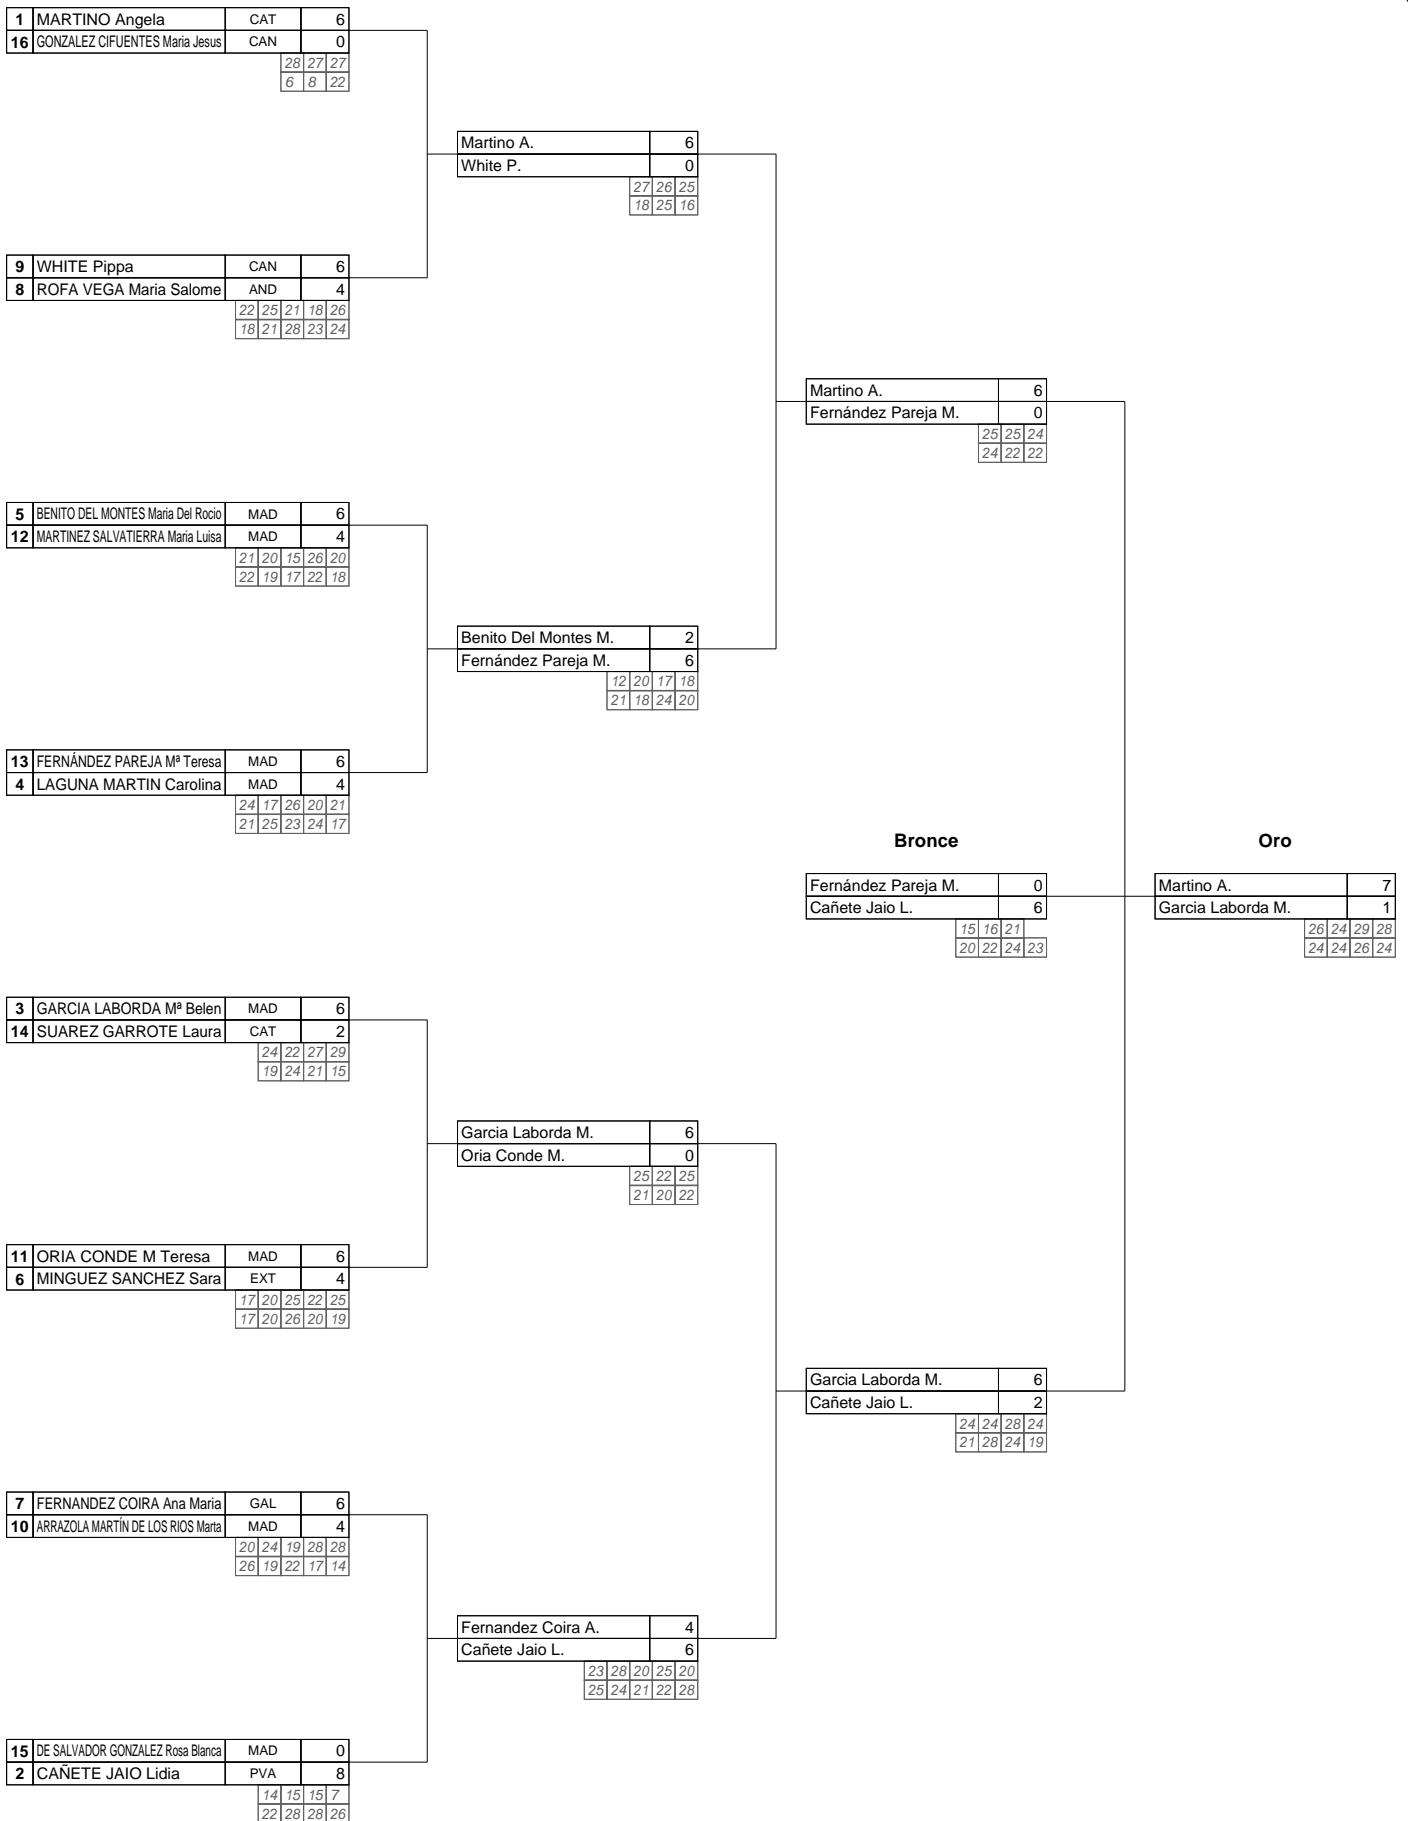 1 MARTINO Angela CAT 6
16 GONZALEZ CIFUENTES Maria Jesus CAN 0
28 27 27
6 8 22
Martino A. 6
White P. 0
27 26 25
18 25 16
9 WHITE Pippa CAN 6
8 ROFA VEGA Maria Salome AND 4
22 25 21 18 26
18 21 28 23 24
Martino A. 6
Fernández Pareja M. 0
25 25 24
24 22 22
5 BENITO DEL MONTES Maria Del Rocio MAD 6
12 MARTINEZ SALVATIERRA Maria Luisa MAD 4
21 20 15 26 20
22 19 17 22 18
Benito Del Montes M. 2
Fernández Pareja M. 6
12 20 17 18
21 18 24 20
13 FERNÁNDEZ PAREJA Mª Teresa MAD 6
4 LAGUNA MARTIN Carolina MAD 4
24 17 26 20 21
21 25 23 24 17
Bronce Oro
Fernández Pareja M. 0 Martino A. 7
Cañete Jaio L. 6 Garcia Laborda M. 1
15 16 21 26 24 29 28
20 22 24 23 24 24 26 24
3 GARCIA LABORDA Mª Belen MAD 6
14 SUAREZ GARROTE Laura CAT 2
24 22 27 29
19 24 21 15
Garcia Laborda M. 6
Oria Conde M. 0
25 22 25
21 20 22
11 ORIA CONDE M Teresa MAD 6
6 MINGUEZ SANCHEZ Sara EXT 4
17 20 25 22 25
17 20 26 20 19
Garcia Laborda M. 6
Cañete Jaio L. 2
24 24 28 24
21 28 24 19
7 FERNANDEZ COIRA Ana Maria GAL 6
10 ARRAZOLA MARTÍN DE LOS RIOS Marta MAD 4
20 24 19 28 28
26 19 22 17 14
Fernandez Coira A. 4
Cañete Jaio L. 6
23 28 20 25 20
25 24 21 22 28
15 DE SALVADOR GONZALEZ Rosa Blanca MAD 0
2 CAÑETE JAIO Lidia PVA 8
14 15 15 7
22 28 28 26